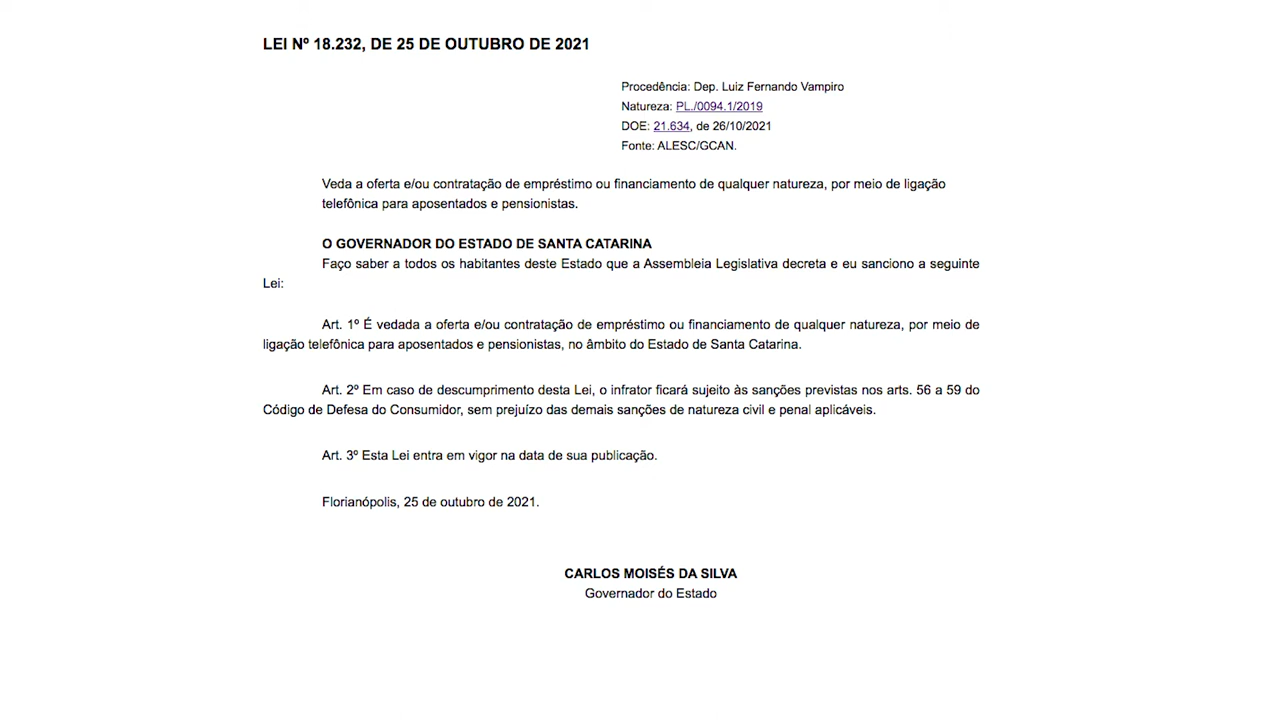 LEI Nº 18.232, DE 25 DE OUTUBRO DE 2021
Procedência: Dep. Luiz Fernando Vampiro
Natureza: PL./0094.1/2019
DOE: 21.634, de 26/10/2021
Fonte: ALESC/GCAN.
Veda a oferta e/ou contratação de empréstimo ou financiamento de qualquer natureza, por meio de ligação
telefônica para aposentados e pensionistas.
O GOVERNADOR DO ESTADO DE SANTA CATARINA
Faço saber a todos os habitantes deste Estado que a Assembleia Legislativa decreta e eu sanciono a seguinte
Lei:
Art. 1º É vedada a oferta e/ou contratação de empréstimo ou financiamento de qualquer natureza, por meio de
ligação telefônica para aposentados e pensionistas, no âmbito do Estado de Santa Catarina.
Art. 2º Em caso de descumprimento desta Lei, o infrator ficará sujeito às sanções previstas nos arts. 56 a 59 do
Código de Defesa do Consumidor, sem prejuízo das demais sanções de natureza civil e penal aplicáveis.
Art. 3º Esta Lei entra em vigor na data de sua publicação.
Florianópolis, 25 de outubro de 2021.
CARLOS MOISÉS DA SILVA
Governador do Estado